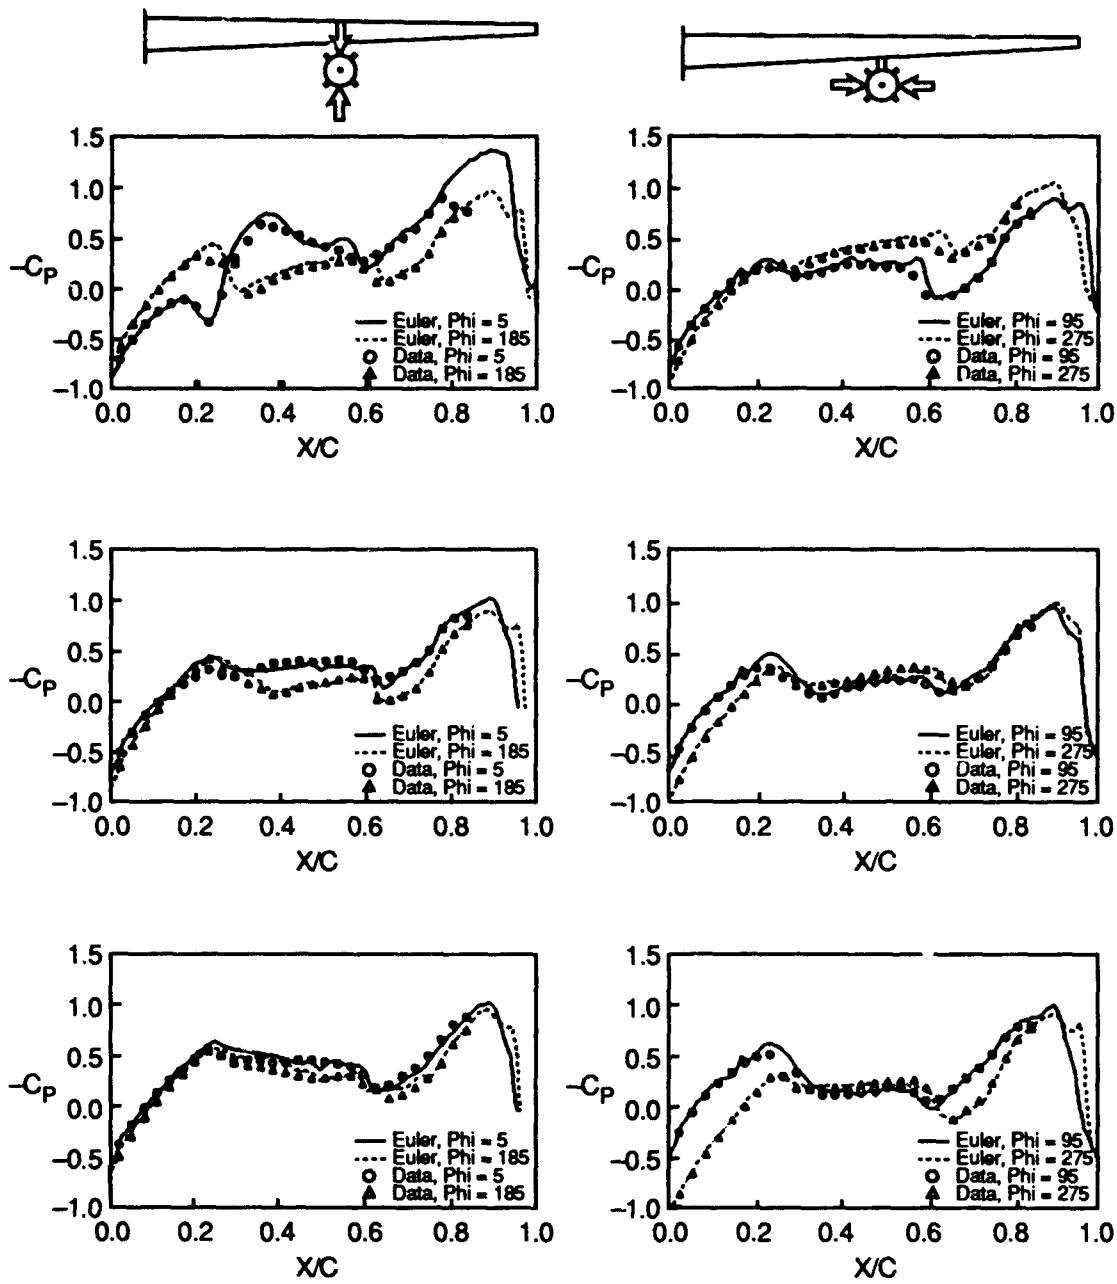 1.5
1.0
0.5
0.0
−0.5
−1.0
−CP
0.0 0.2 0.4 0.6 0.8 1.0
X/C
Euler, Phi = 5
Euler, Phi = 185
Data, Phi = 5
Data, Phi = 185
1.5
1.0
0.5
0.0
−0.5
−1.0
−CP
0.0 0.2 0.4 0.6 0.8 1.0
X/C
Euler, Phi = 95
Euler, Phi = 275
Data, Phi = 95
Data, Phi = 275
1.5
1.0
0.5
0.0
−0.5
−1.0
−CP
0.0 0.2 0.4 0.6 0.8 1.0
X/C
Euler, Phi = 5
Euler, Phi = 185
Data, Phi = 5
Data, Phi = 185
1.5
1.0
0.5
0.0
−0.5
−1.0
−CP
0.0 0.2 0.4 0.6 0.8 1.0
X/C
Euler, Phi = 95
Euler, Phi = 275
Data, Phi = 95
Data, Phi = 275
1.5
1.0
0.5
0.0
−0.5
−1.0
−CP
0.0 0.2 0.4 0.6 0.8 1.0
X/C
Euler, Phi = 5
Euler, Phi = 185
Data, Phi = 5
Data, Phi = 185
1.5
1.0
0.5
0.0
−0.5
−1.0
−CP
0.0 0.2 0.4 0.6 0.8 1.0
X/C
Euler, Phi = 95
Euler, Phi = 275
Data, Phi = 95
Data, Phi = 275